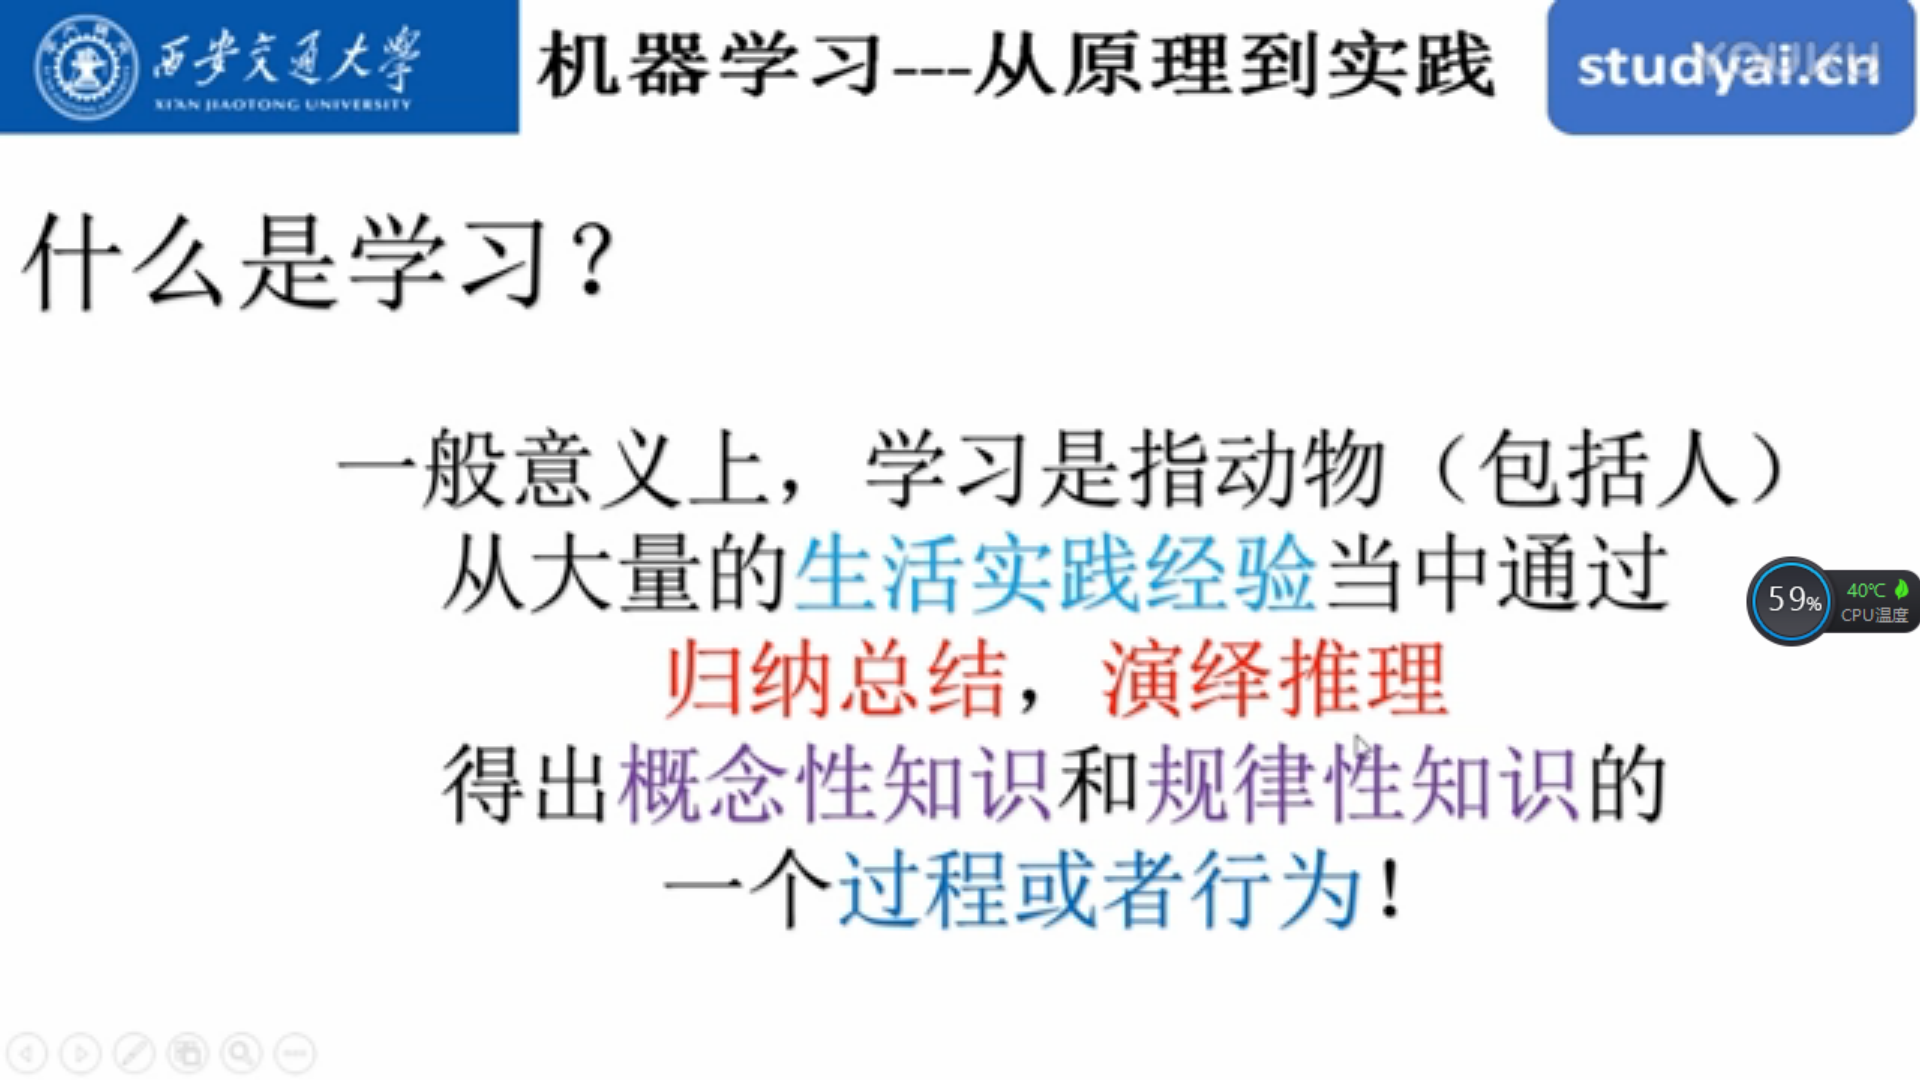 西安交通大学
XI'AN JIAOTONG UNIVERSITY
机器学习---从原理到实践
studyai.cn
YOUKU
什么是学习?
一般意义上，学习是指动物（包括人）
从大量的生活实践经验当中通过
归纳总结，演绎推理
得出概念性知识和规律性知识的
一个过程或者行为！
59%
40℃
CPU温度